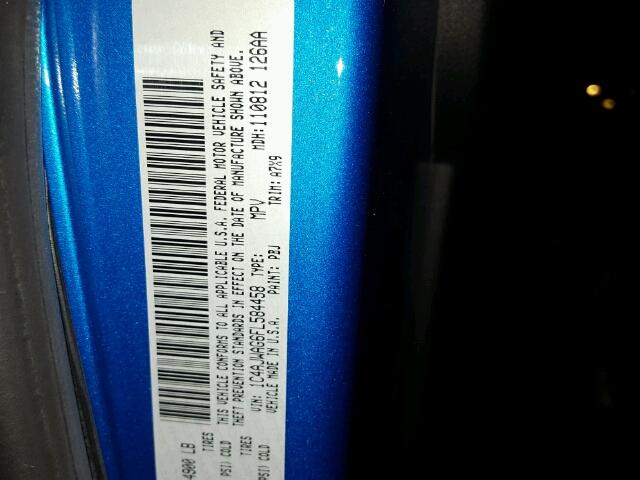 4900 LB
TIRES
PSI) COLD
THIS VEHICLE CONFORMS TO ALL APPLICABLE U.S.A. FEDERAL MOTOR VEHICLE SAFETY AND
THEFT PREVENTION STANDARDS IN EFFECT ON THE DATE OF MANUFACTURE SHOWN ABOVE.
VIN: 1C4AJWAG6FL584458 TYPE: MPV MDH: 110812 126AA
VEHICLE MADE IN U.S.A. PAINT: PBJ TRIM: A7X9
TIRES
PSI) COLD